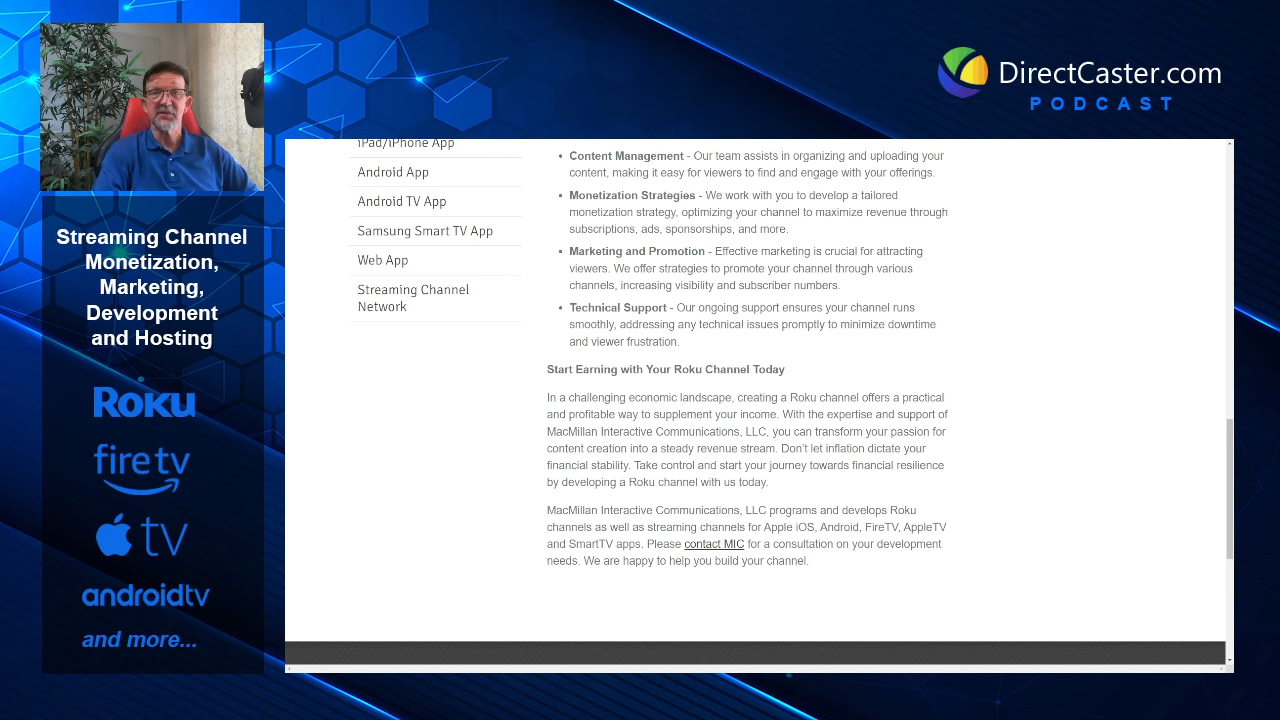 DirectCaster.com
PODCAST
Streaming Channel
Monetization,
Marketing,
Development
and Hosting
Roku
firetv
tv
androidtv
and more...
iPad/iPhone App
Android App
Android TV App
Samsung Smart TV App
Web App
Streaming Channel
Network
• Content Management - Our team assists in organizing and uploading your
content, making it easy for viewers to find and engage with your offerings.
• Monetization Strategies - We work with you to develop a tailored
monetization strategy, optimizing your channel to maximize revenue through
subscriptions, ads, sponsorships, and more.
• Marketing and Promotion - Effective marketing is crucial for attracting
viewers. We offer strategies to promote your channel through various
channels, increasing visibility and subscriber numbers.
• Technical Support - Our ongoing support ensures your channel runs
smoothly, addressing any technical issues promptly to minimize downtime
and viewer frustration.
Start Earning with Your Roku Channel Today
In a challenging economic landscape, creating a Roku channel offers a practical
and profitable way to supplement your income. With the expertise and support of
MacMillan Interactive Communications, LLC, you can transform your passion for
content creation into a steady revenue stream. Don't let inflation dictate your
financial stability. Take control and start your journey towards financial resilience
by developing a Roku channel with us today.
MacMillan Interactive Communications, LLC programs and develops Roku
channels as well as streaming channels for Apple iOS, Android, FireTV, AppleTV
and SmartTV apps. Please contact MIC for a consultation on your development
needs. We are happy to help you build your channel.